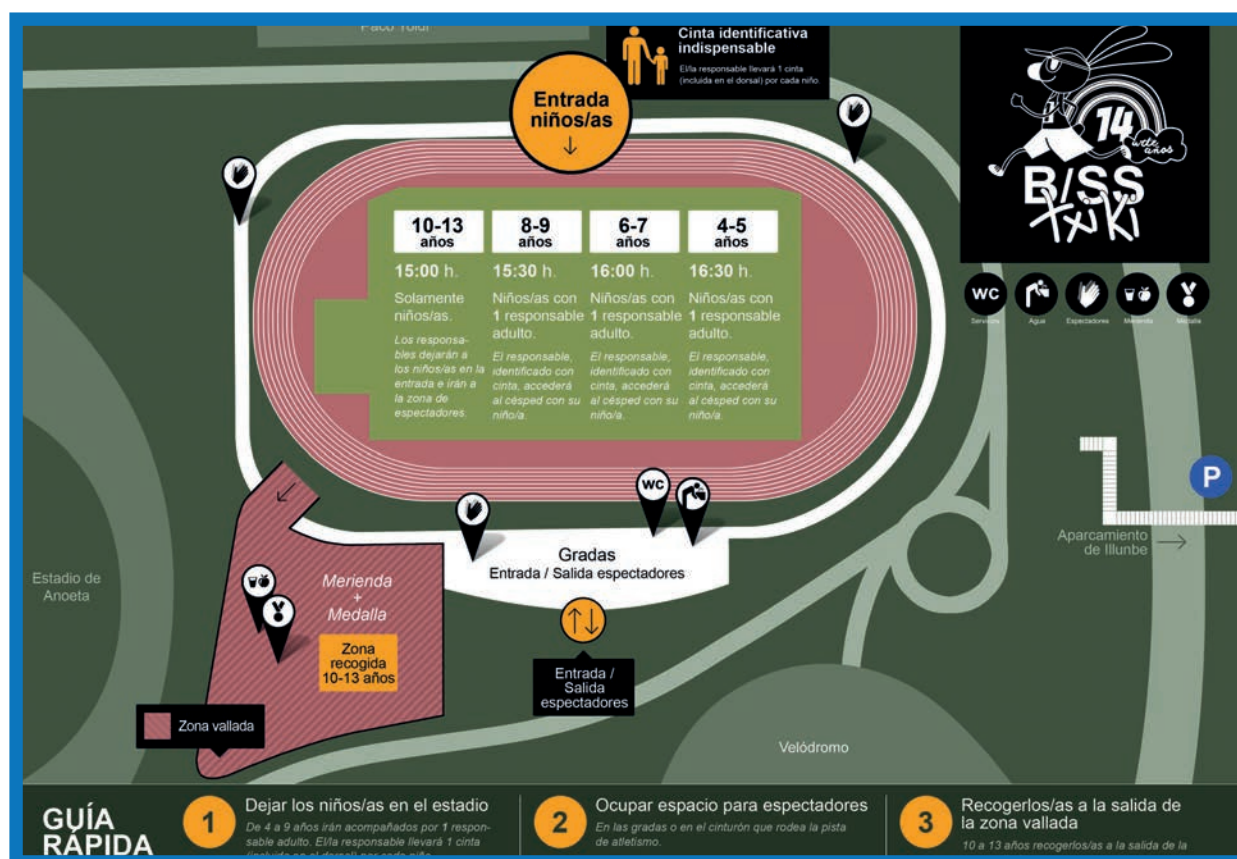 Paco Yoldi
Cinta identificativa
indispensable
El/la responsable llevará 1 cinta
(incluida en el dorsal) por cada niño.
Entrada
niños/as
14
urte
años
B/SS
TXiKi
WC
Servicios
Agua
Espectadores
Merienda
Medalla
10-13
años
15:00 h.
Solamente
niños/as.
Los responsa-
bles dejarán a
los niños/as en la
entrada e irán a
la zona de
espectadores.
8-9
años
15:30 h.
Niños/as con
1 responsable
adulto.
El responsable,
identificado con
cinta, accederá
al césped con su
niño/a.
6-7
años
16:00 h.
Niños/as con
1 responsable
adulto.
El responsable,
identificado con
cinta, accederá
al césped con su
niño/a.
4-5
años
16:30 h.
Niños/as con
1 responsable
adulto.
El responsable,
identificado con
cinta, accederá
al césped con su
niño/a.
WC
P
Aparcamiento
de Illunbe
Gradas
Entrada / Salida espectadores
Estadio de
Anoeta
Merienda
+
Medalla
Zona
recogida
10-13 años
Entrada /
Salida
espectadores
Zona vallada
Velódromo
GUÍA
RÁPIDA
1
Dejar los niños/as en el estadio
De 4 a 9 años irán acompañados por 1 respon-
sable adulto. El/la responsable llevará 1 cinta
(incluida en el dorsal) por cada niño.
2
Ocupar espacio para espectadores
En las gradas o en el cinturón que rodea la pista
de atletismo.
3
Recogerlos/as a la salida de
la zona vallada
10 a 13 años recogerlos/as a la salida de la